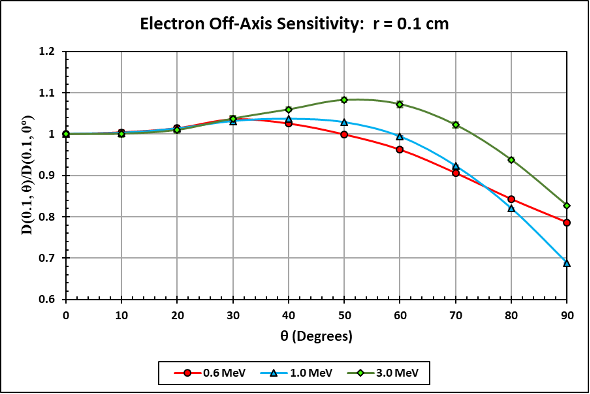 Electron Off-Axis Sensitivity:  r = 0.1 cm
1.2
1.1
1
0.9
0.8
0.7
0.6
D(0.1, θ)/D(0.1, 0°)
0 10 20 30 40 50 60 70 80 90
θ (Degrees)
0.6 MeV 1.0 MeV 3.0 MeV